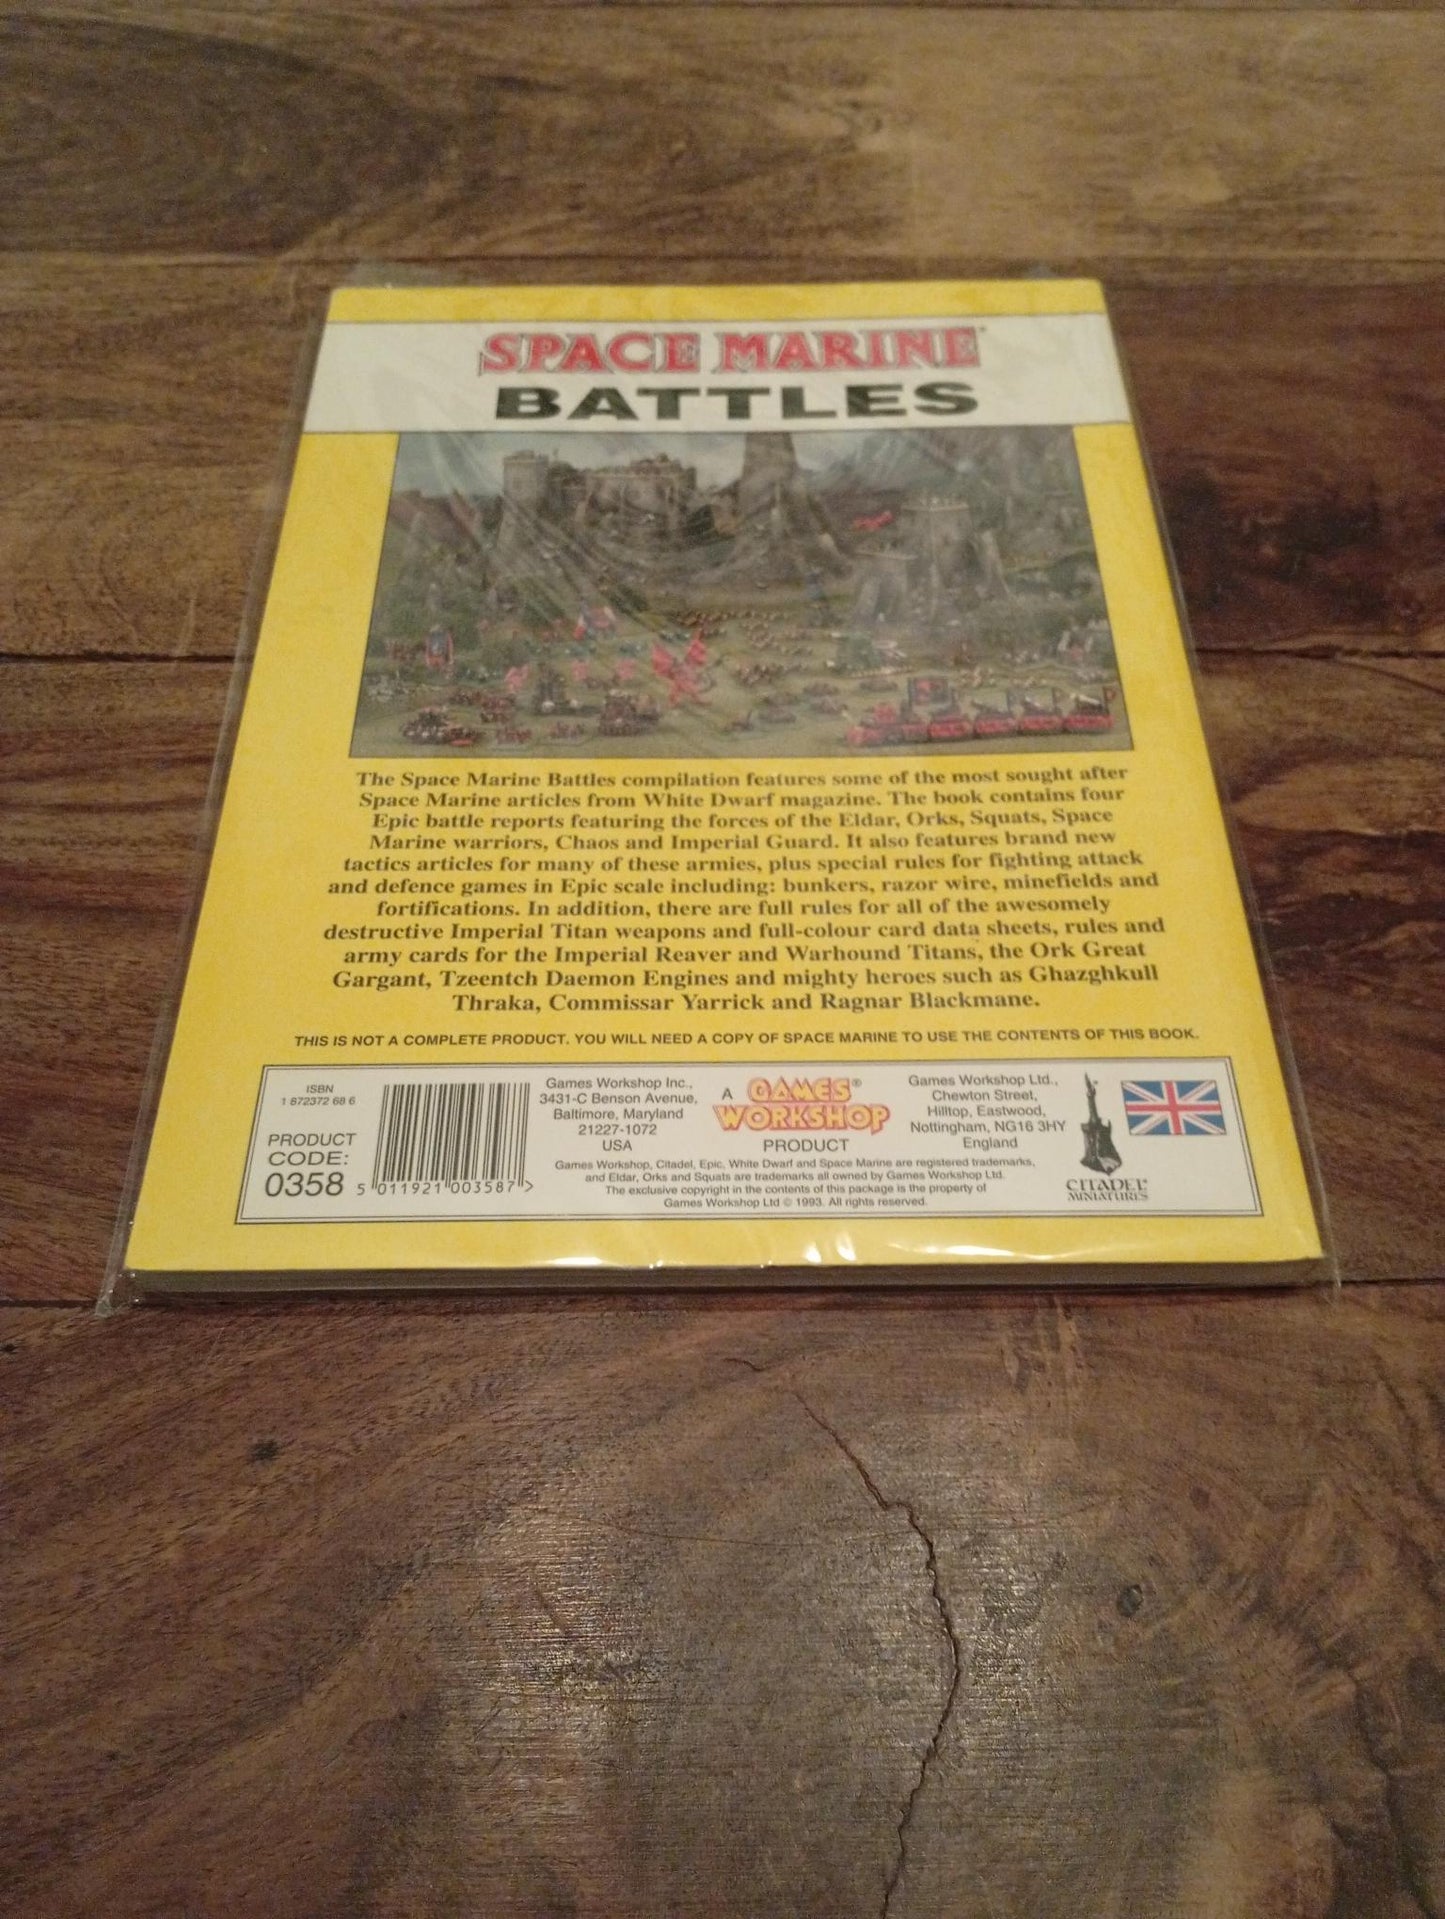 SPACE MARINE
BATTLES
The Space Marine Battles compilation features some of the most sought after
Space Marine articles from White Dwarf magazine. The book contains four
Epic battle reports featuring the forces of the Eldar, Orks, Squats, Space
Marine warriors, Chaos and Imperial Guard. It also features brand new
tactics articles for many of these armies, plus special rules for fighting attack
and defence games in Epic scale including: bunkers, razor wire, minefields and
fortifications. In addition, there are full rules for all of the awesomely
destructive Imperial Titan weapons and full-colour card data sheets, rules and
army cards for the Imperial Reaver and Warhound Titans, the Ork Great
Gargant, Tzeentch Daemon Engines and mighty heroes such as Ghazghkull
Thraka, Commissar Yarrick and Ragnar Blackmane.
THIS IS NOT A COMPLETE PRODUCT. YOU WILL NEED A COPY OF SPACE MARINE TO USE THE CONTENTS OF THIS BOOK.
ISBN
1 872372 68 6
PRODUCT
CODE:
0358
5 011921 003587 >
Games Workshop Inc.,
3431-C Benson Avenue,
Baltimore, Maryland
21227-1072
USA
A GAMES®
WORKSHOP
PRODUCT
Games Workshop Ltd.,
Chewton Street,
Hilltop, Eastwood,
Nottingham, NG16 3HY
England
Games Workshop, Citadel, Epic, White Dwarf and Space Marine are registered trademarks,
and Eldar, Orks and Squats are trademarks all owned by Games Workshop Ltd.
The exclusive copyright in the contents of this package is the property of
Games Workshop Ltd © 1993. All rights reserved.
CITADEL
MINIATURES